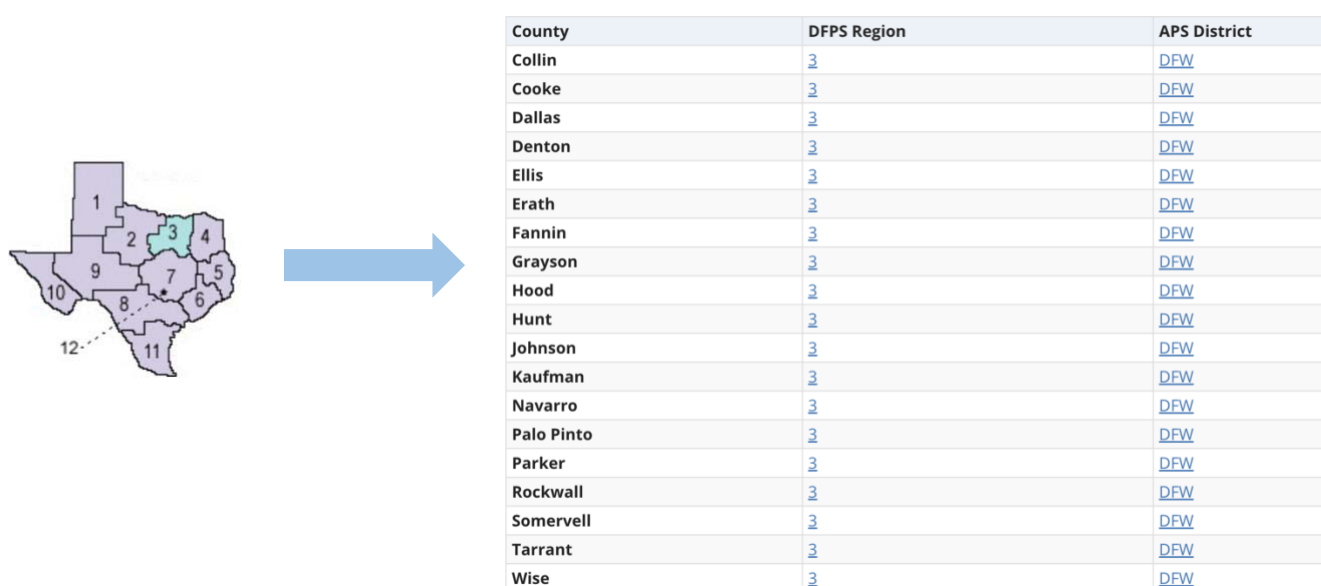 1
2
3
4
9
7
5
10
8
6
12
11
County DFPS Region APS District
Collin 3 DFW
Cooke 3 DFW
Dallas 3 DFW
Denton 3 DFW
Ellis 3 DFW
Erath 3 DFW
Fannin 3 DFW
Grayson 3 DFW
Hood 3 DFW
Hunt 3 DFW
Johnson 3 DFW
Kaufman 3 DFW
Navarro 3 DFW
Palo Pinto 3 DFW
Parker 3 DFW
Rockwall 3 DFW
Somervell 3 DFW
Tarrant 3 DFW
Wise 3 DFW